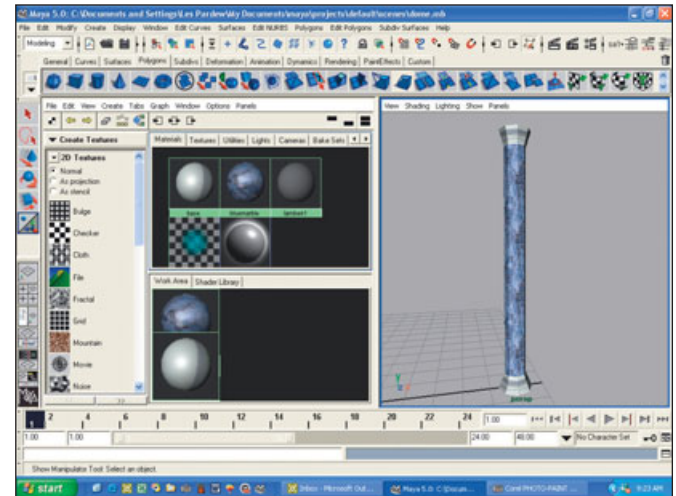 Maya 5.0: C:\Documents and Settings\Les Pardew\My Documents\maya\projects\default\scenes\dome.mb
File Edit Modify Create Display Window Edit Curves Surfaces Edit NURBS Polygons Edit Polygons Subdiv Surfaces Help
Modeling
General Curves Surfaces Polygons Subdivs Deformation Animation Dynamics Rendering PaintEffects Custom
File Edit View Create Tabs Graph Window Options Panels
View Shading Lighting Show Panels
Create Textures
Materials Textures Utilities Lights Cameras Bake Sets
2D Textures
Normal
As projection
As stencil
Bulge
base bluemarble lambert1
Checker
Cloth
File
Work Area Shader Library
Fractal
Grid
Mountain
Movie
Noise
persp
2 4 6 8 10 12 14 16 18 20 22 24 1.00
1
1.00 1.00 24.00 48.00 No Character Set
Show Manipulator Tool: Select an object.
start Inbox - Microsoft Out... Maya 5.0: C:\Docum... Corel PHOTO-PAINT ... 9:23 AM